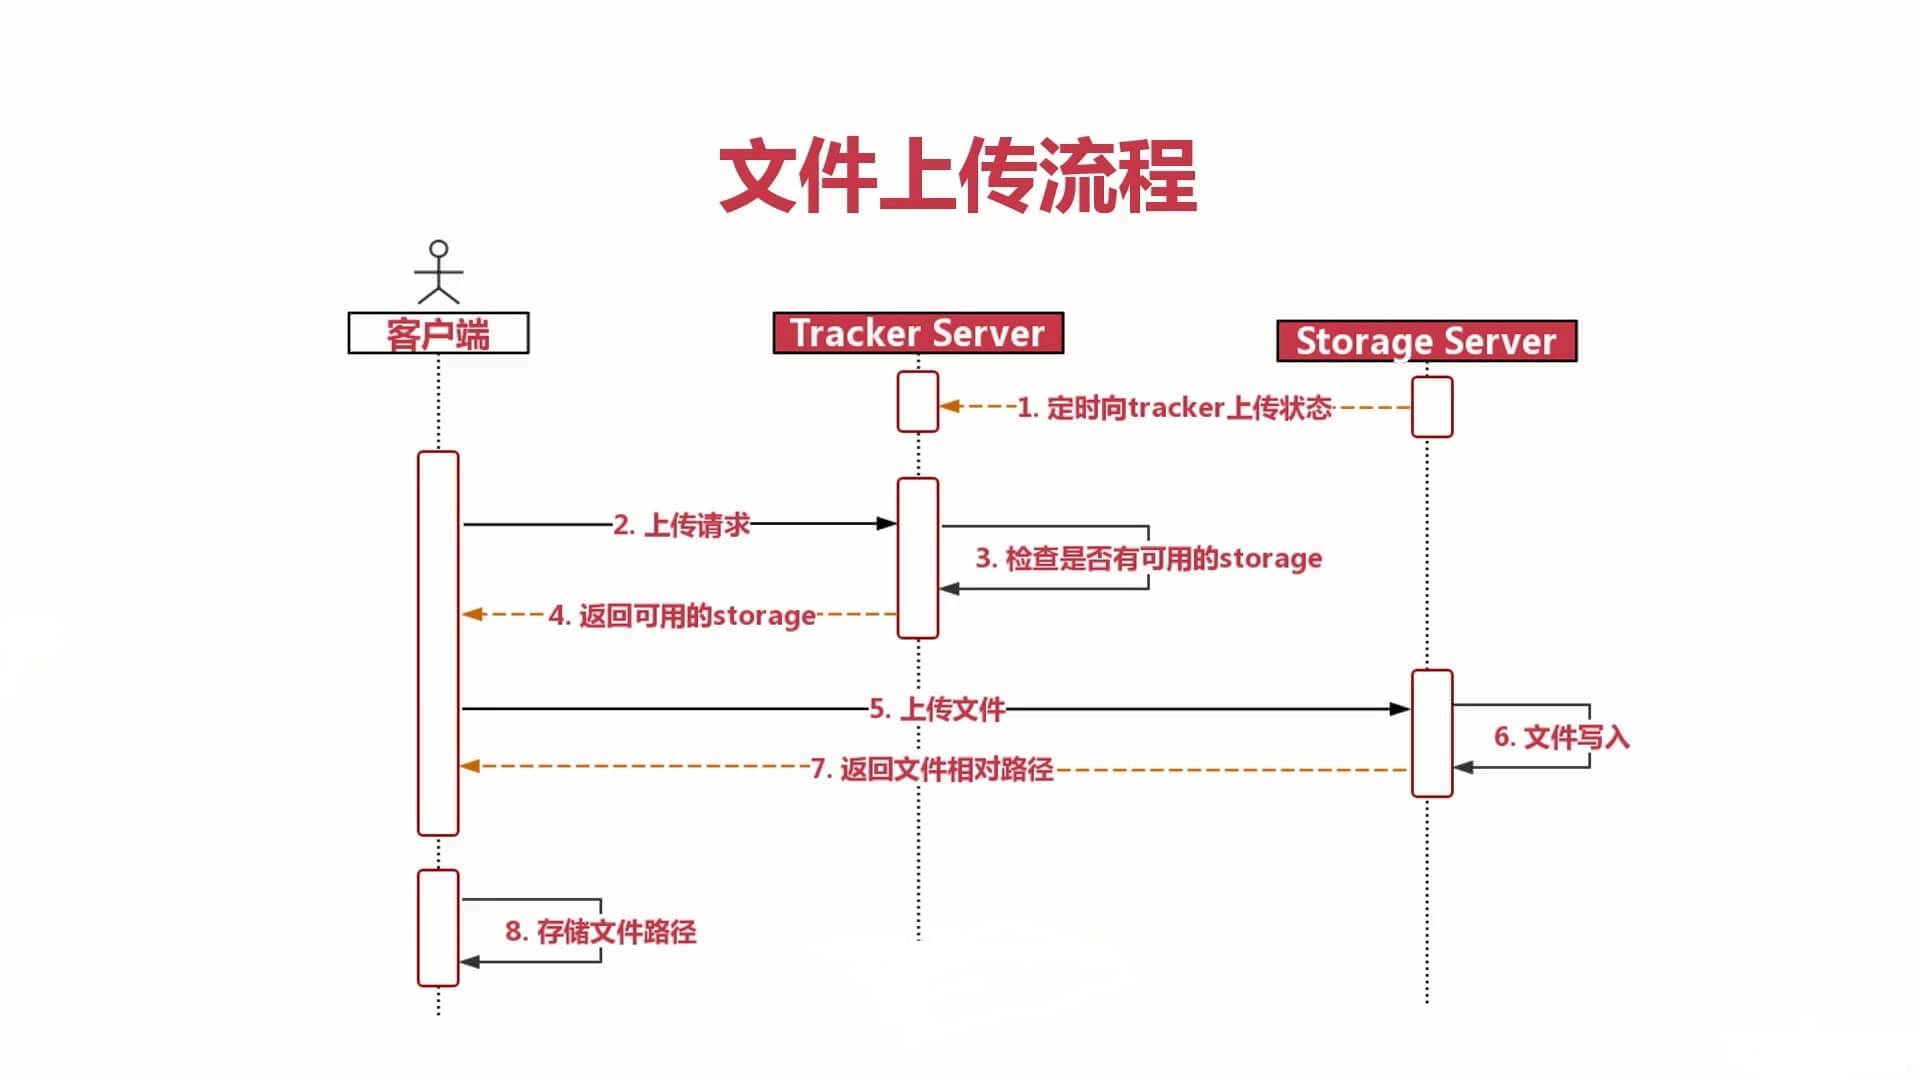 文件上传流程
客户端
Tracker Server
Storage Server
1. 定时向tracker上传状态
2. 上传请求
3. 检查是否有可用的storage
4. 返回可用的storage
5. 上传文件
6. 文件写入
7. 返回文件相对路径
8. 存储文件路径